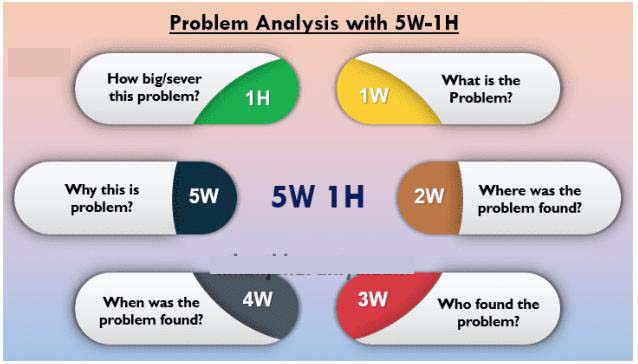 Problem Analysis with 5W-1H
How big/sever
this problem?
1H
1W
What is the
Problem?
Why this is
problem?
5W
5W 1H
2W
Where was the
problem found?
When was the
problem found?
4W
3W
Who found the
problem?